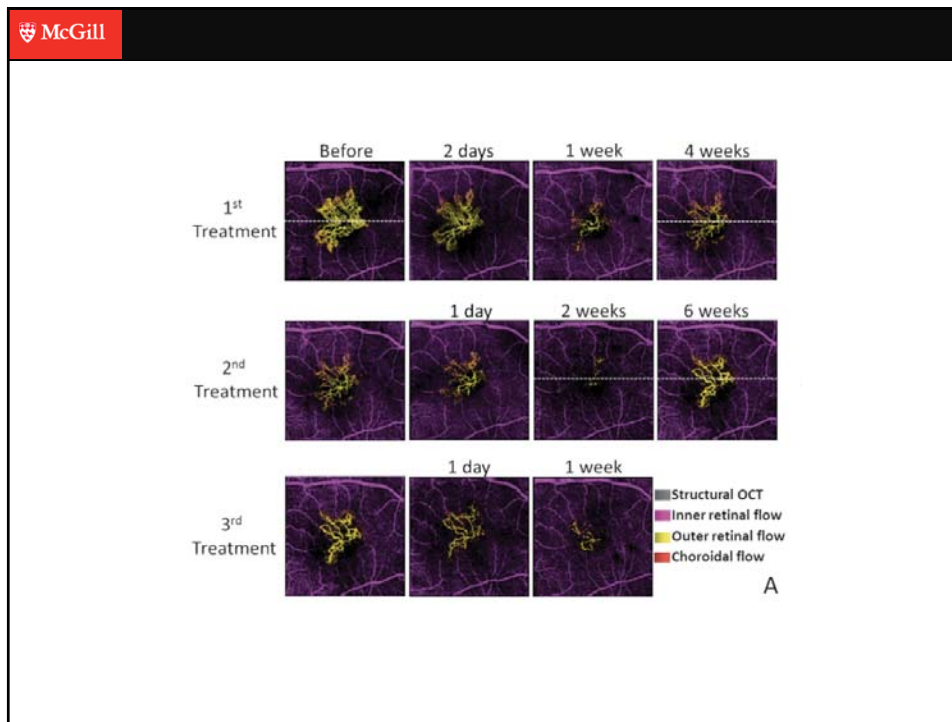 McGill
Before 2 days 1 week 4 weeks
1st
Treatment
1 day 2 weeks 6 weeks
2nd
Treatment
1 day 1 week
3rd
Treatment
Structural OCT
Inner retinal flow
Outer retinal flow
Choroidal flow
A